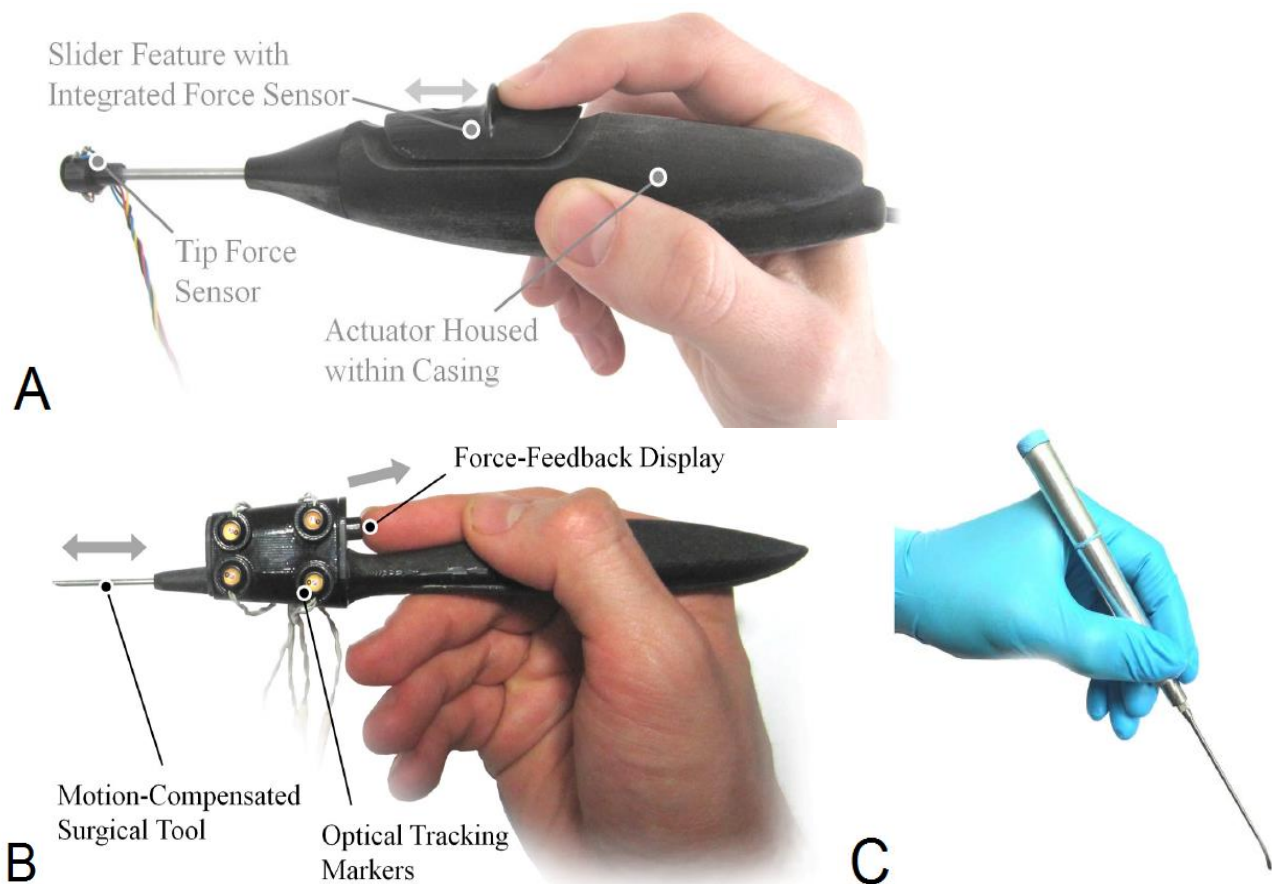 Slider Feature with
Integrated Force Sensor
Tip Force
Sensor
Actuator Housed
within Casing
A
Force-Feedback Display
Motion-Compensated
Surgical Tool
Optical Tracking
Markers
B
C